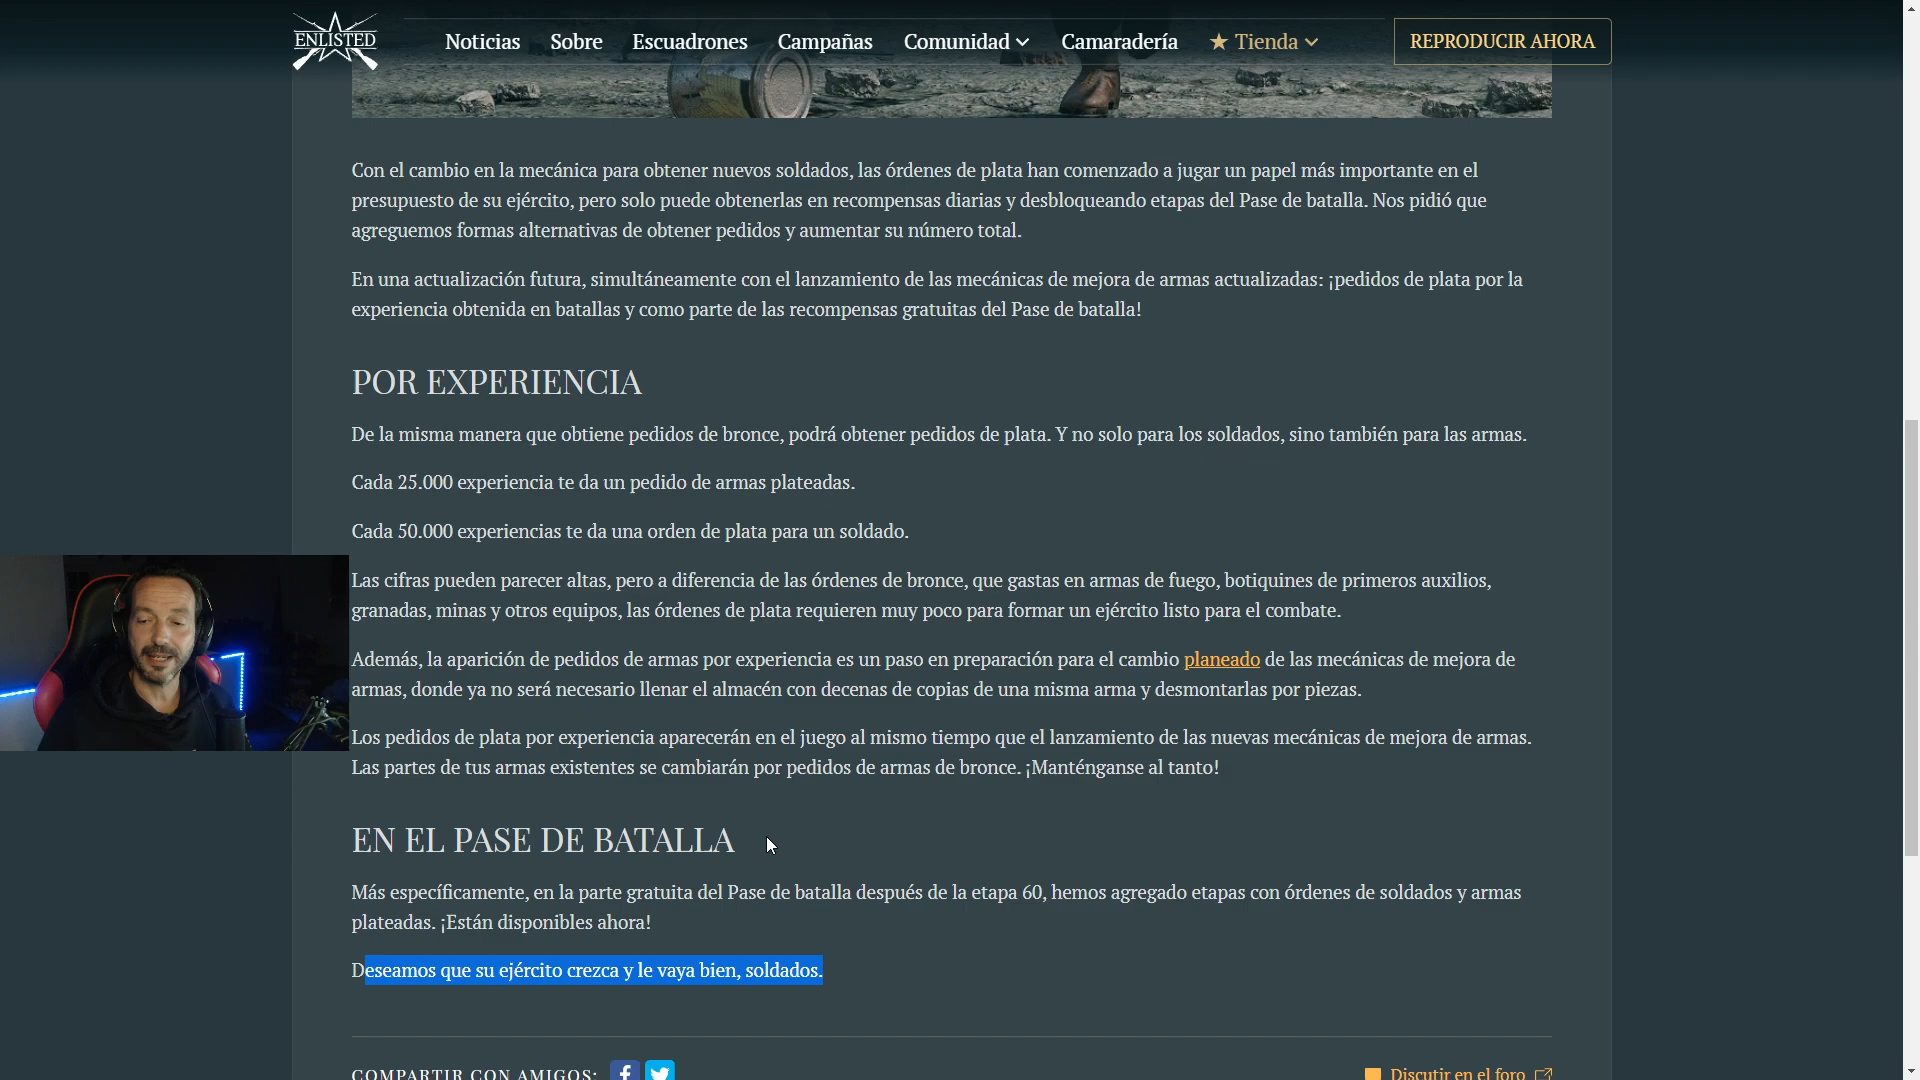 ENLISTED
Noticias Sobre Escuadrones Campañas Comunidad Camaradería Tienda REPRODUCIR AHORA
Con el cambio en la mecánica para obtener nuevos soldados, las órdenes de plata han comenzado a jugar un papel más importante en el
presupuesto de su ejército, pero solo puede obtenerlas en recompensas diarias y desbloqueando etapas del Pase de batalla. Nos pidió que
agreguemos formas alternativas de obtener pedidos y aumentar su número total.
En una actualización futura, simultáneamente con el lanzamiento de las mecánicas de mejora de armas actualizadas: ¡pedidos de plata por la
experiencia obtenida en batallas y como parte de las recompensas gratuitas del Pase de batalla!
POR EXPERIENCIA
De la misma manera que obtiene pedidos de bronce, podrá obtener pedidos de plata. Y no solo para los soldados, sino también para las armas.
Cada 25.000 experiencia te da un pedido de armas plateadas.
Cada 50.000 experiencias te da una orden de plata para un soldado.
Las cifras pueden parecer altas, pero a diferencia de las órdenes de bronce, que gastas en armas de fuego, botiquines de primeros auxilios,
granadas, minas y otros equipos, las órdenes de plata requieren muy poco para formar un ejército listo para el combate.
Además, la aparición de pedidos de armas por experiencia es un paso en preparación para el cambio planeado de las mecánicas de mejora de
armas, donde ya no será necesario llenar el almacén con decenas de copias de una misma arma y desmontarlas por piezas.
Los pedidos de plata por experiencia aparecerán en el juego al mismo tiempo que el lanzamiento de las nuevas mecánicas de mejora de armas.
Las partes de tus armas existentes se cambiarán por pedidos de armas de bronce. ¡Manténganse al tanto!
EN EL PASE DE BATALLA
Más específicamente, en la parte gratuita del Pase de batalla después de la etapa 60, hemos agregado etapas con órdenes de soldados y armas
plateadas. ¡Están disponibles ahora!
Deseamos que su ejército crezca y le vaya bien, soldados.
COMPARTIR CON AMIGOS: Discutir en el foro